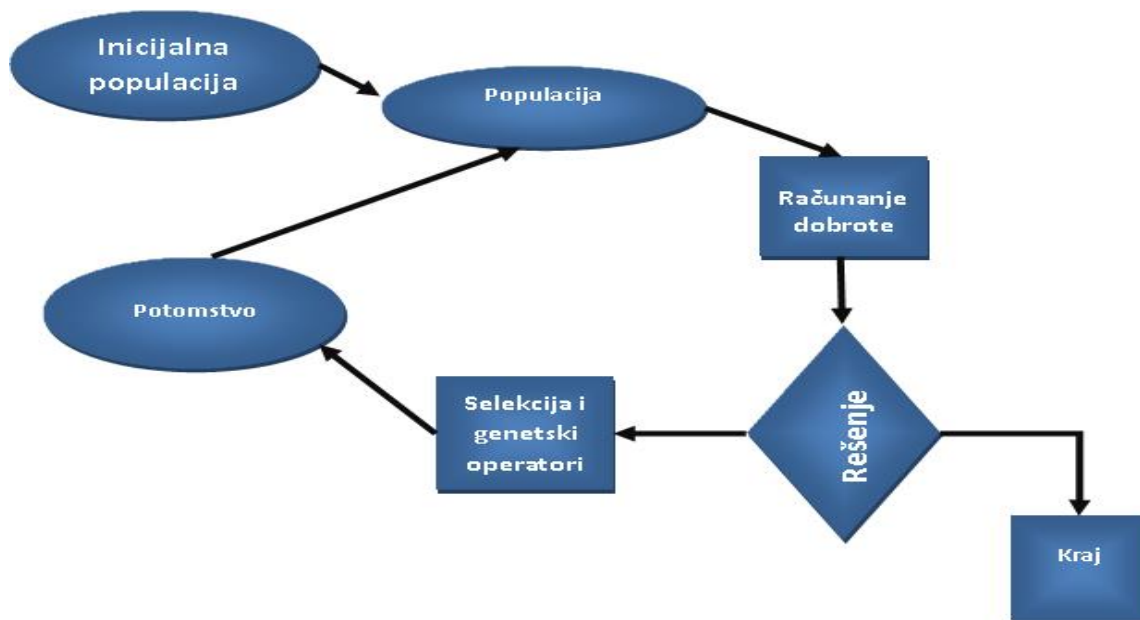 Inicijalna
populacija
Populacija
Računanje
dobrote
Potomstvo
Selekcija i
genetski
operatori
Rešenje
Kraj